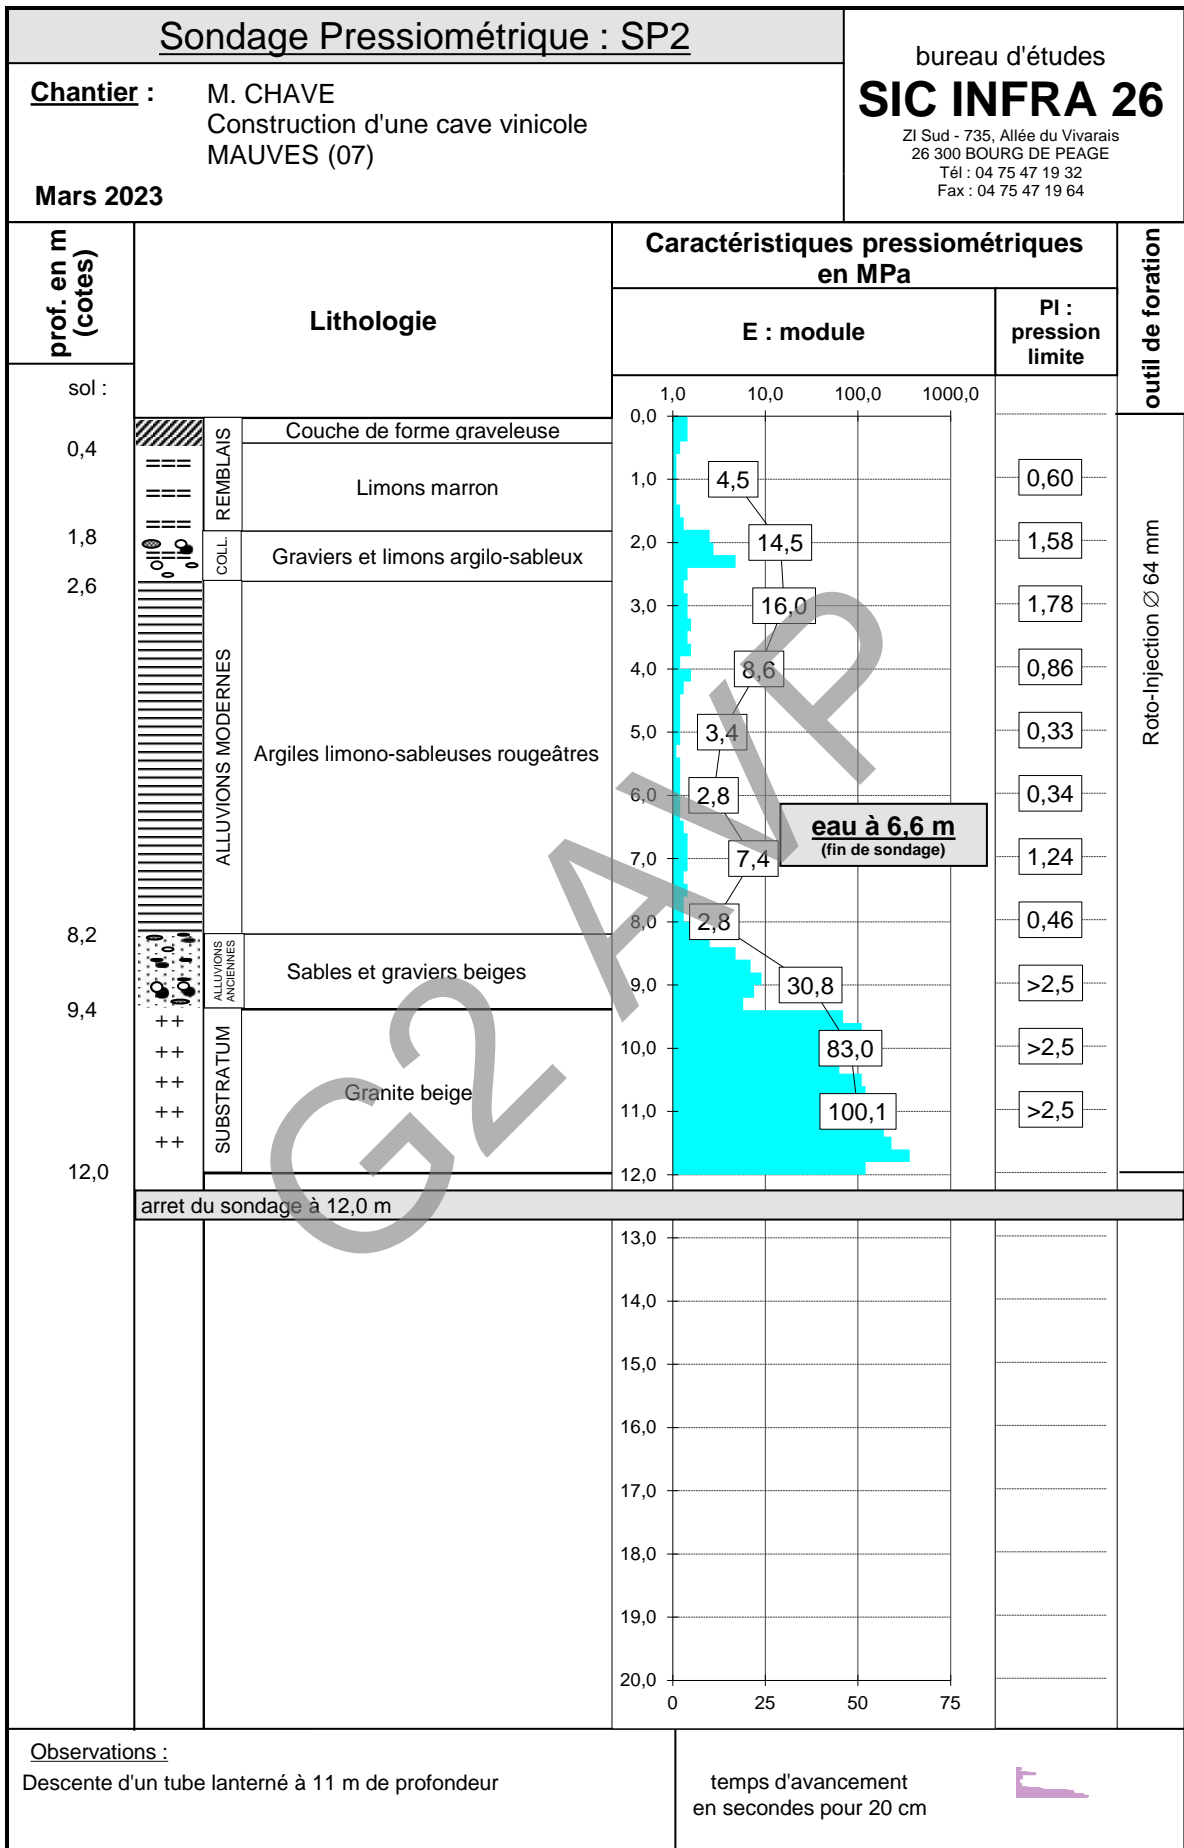 Sondage Pressiométrique : SP2
Chantier :
M. CHAVE
Construction d'une cave vinicole
MAUVES (07)
Mars 2023
bureau d'études
SIC INFRA 26
ZI Sud - 735, Allée du Vivarais
26 300 BOURG DE PEAGE
Tél : 04 75 47 19 32
Fax : 04 75 47 19 64
prof. en m
(cotes)
Lithologie
Caractéristiques pressiométriques
en MPa
E : module
Pl :
pression
limite
outil de foration
sol :
0,4
1,8
2,6
8,2
9,4
12,0
REMBLAIS
COLL.
ALLUVIONS MODERNES
ALLUVIONS
ANCIENNES
SUBSTRATUM
Couche de forme graveleuse
Limons marron
Graviers et limons argilo-sableux
Argiles limono-sableuses rougeâtres
Sables et graviers beiges
Granite beige
1,0 10,0 100,0 1000,0
0,0
1,0
2,0
3,0
4,0
5,0
6,0
7,0
8,0
9,0
10,0
11,0
12,0
4,5
14,5
16,0
8,6
3,4
2,8
7,4
2,8
30,8
83,0
100,1
eau à 6,6 m
(fin de sondage)
0,60
1,58
1,78
0,86
0,33
0,34
1,24
0,46
>2,5
>2,5
>2,5
Roto-Injection ∅ 64 mm
G2 AVP
arret du sondage à 12,0 m
13,0
14,0
15,0
16,0
17,0
18,0
19,0
20,0
0 25 50 75
Observations :
Descente d'un tube lanterné à 11 m de profondeur
temps d'avancement
en secondes pour 20 cm